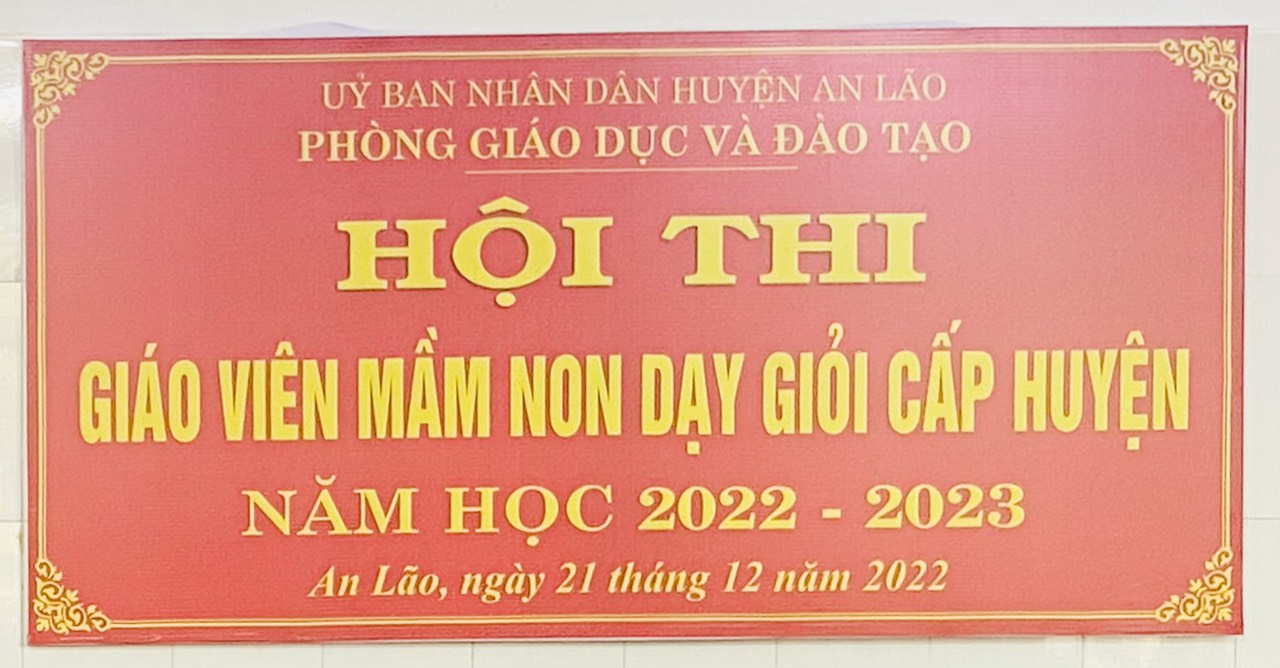 UỶ BAN NHÂN DÂN HUYỆN AN LÃO
PHÒNG GIÁO DỤC VÀ ĐÀO TẠO
HỘI THI
GIÁO VIÊN MẦM NON DẠY GIỎI CẤP HUYỆN
NĂM HỌC 2022 - 2023
An Lão, ngày 21 tháng 12 năm 2022